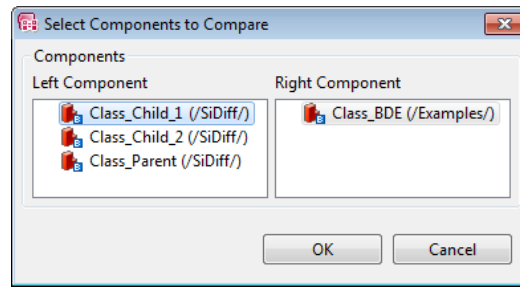 Select Components to Compare
Components
Left Component
Right Component
Class_Child_1 (/SiDiff/)
Class_Child_2 (/SiDiff/)
Class_Parent (/SiDiff/)
Class_BDE (/Examples/)
OK
Cancel